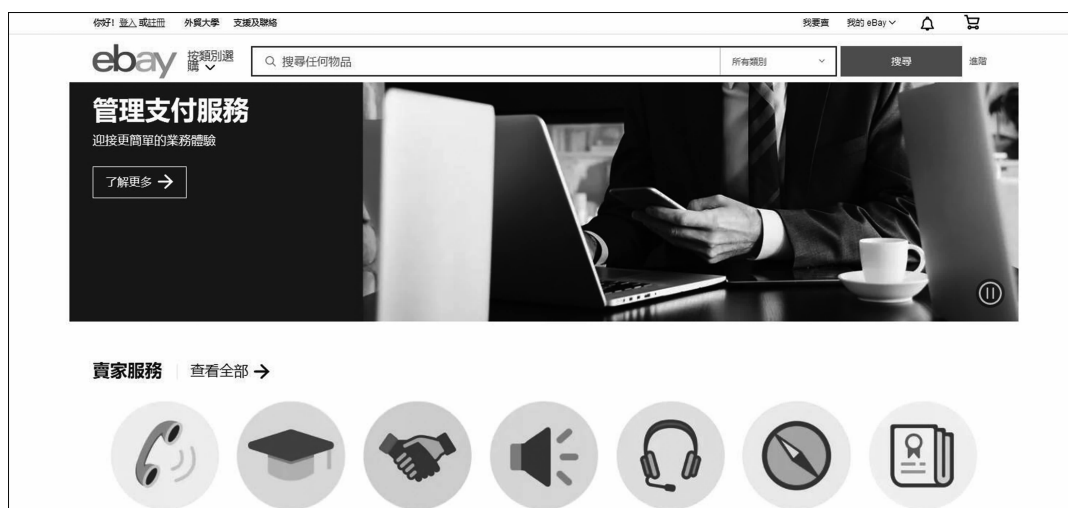 你好! 登入 或註冊 外貿大學 支援及聯絡 我要賣 我的 eBay
ebay 按類別選購 搜尋任何物品 所有類別 搜尋 進階
管理支付服務
迎接更簡單的業務體驗
了解更多 →
賣家服務 查看全部 →